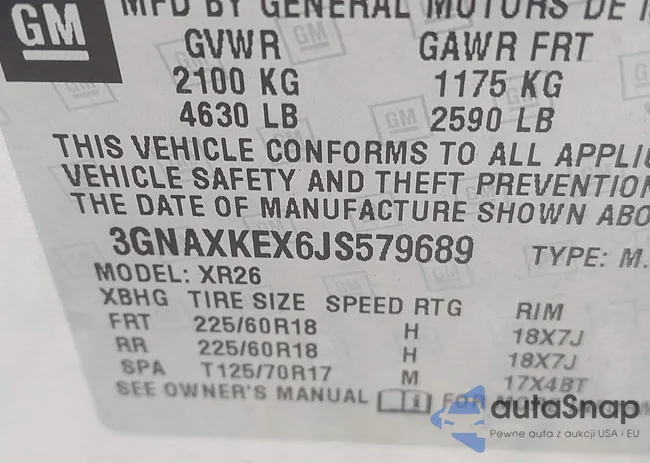 GM
MFD BY GENERAL MOTORS DE
GVWR GAWR FRT
2100 KG 1175 KG
4630 LB 2590 LB
THIS VEHICLE CONFORMS TO ALL APPLI
VEHICLE SAFETY AND THEFT PREVENTION
THE DATE OF MANUFACTURE SHOWN ABO
3GNAXKEX6JS579689 TYPE: M.
MODEL: XR26
XBHG TIRE SIZE SPEED RTG RIM
FRT 225/60R18 H 18X7J
RR 225/60R18 H 18X7J
SPA T125/70R17 M 17X4BT
SEE OWNER'S MANUAL FOR
autaSnap
Pewne auta z aukcji USA i EU